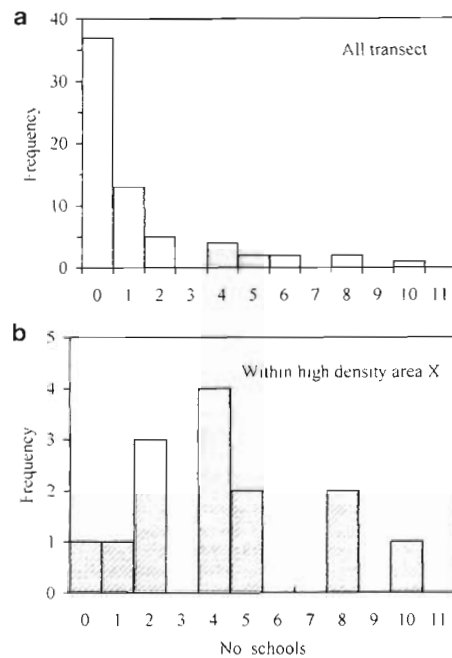 a
All transect
Frequency
40
30
20
10
0
0 1 2 3 4 5 6 7 8 9 10 11
b
Within high density area X
Frequency
5
4
3
2
1
0
0 1 2 3 4 5 6 7 8 9 10 11
No schools